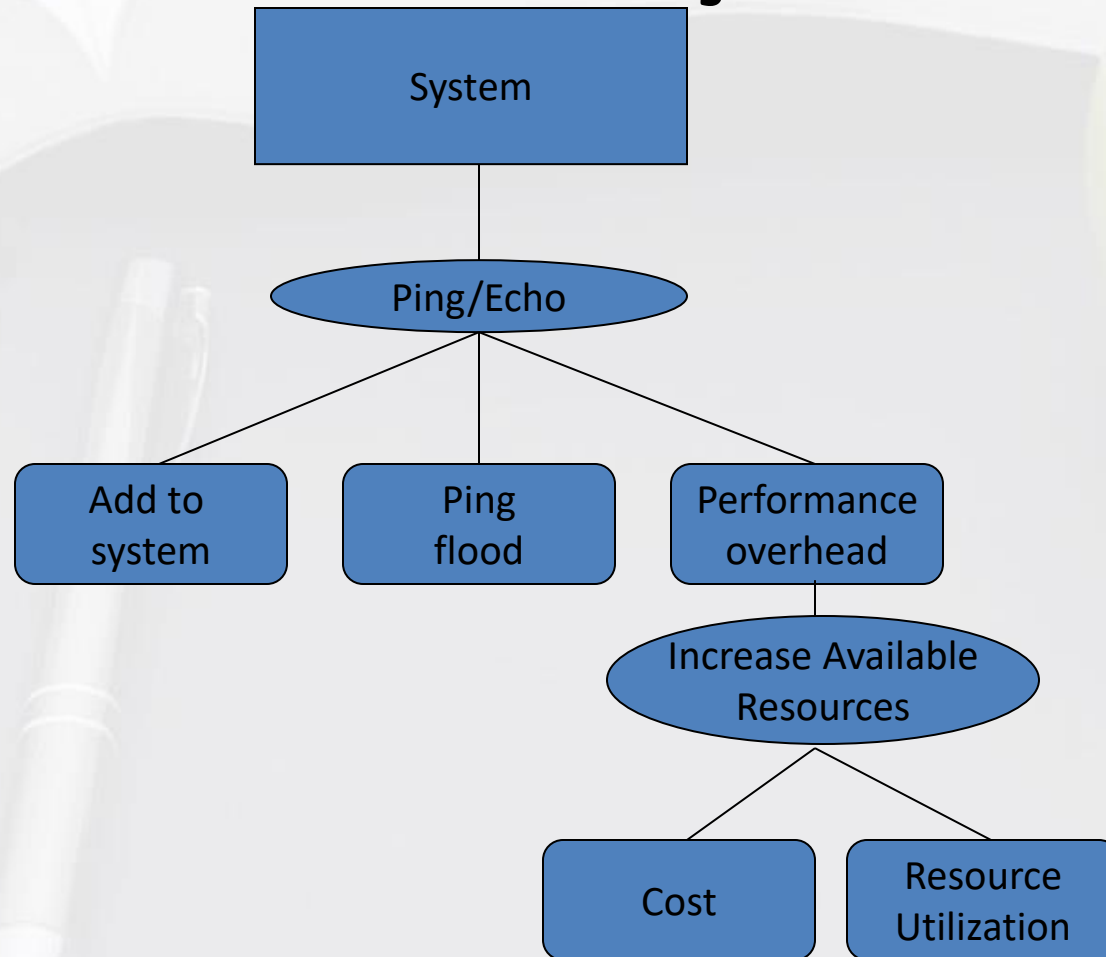 System
Ping/Echo
Add to
system
Ping
flood
Performance
overhead
Increase Available
Resources
Cost
Resource
Utilization